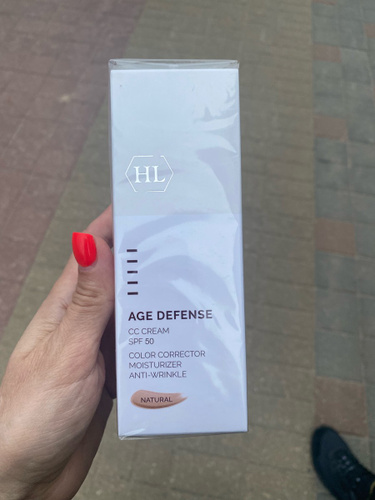 HL
AGE DEFENSE
CC CREAM
SPF 50
COLOR CORRECTOR
MOISTURIZER
ANTI-WRINKLE
NATURAL